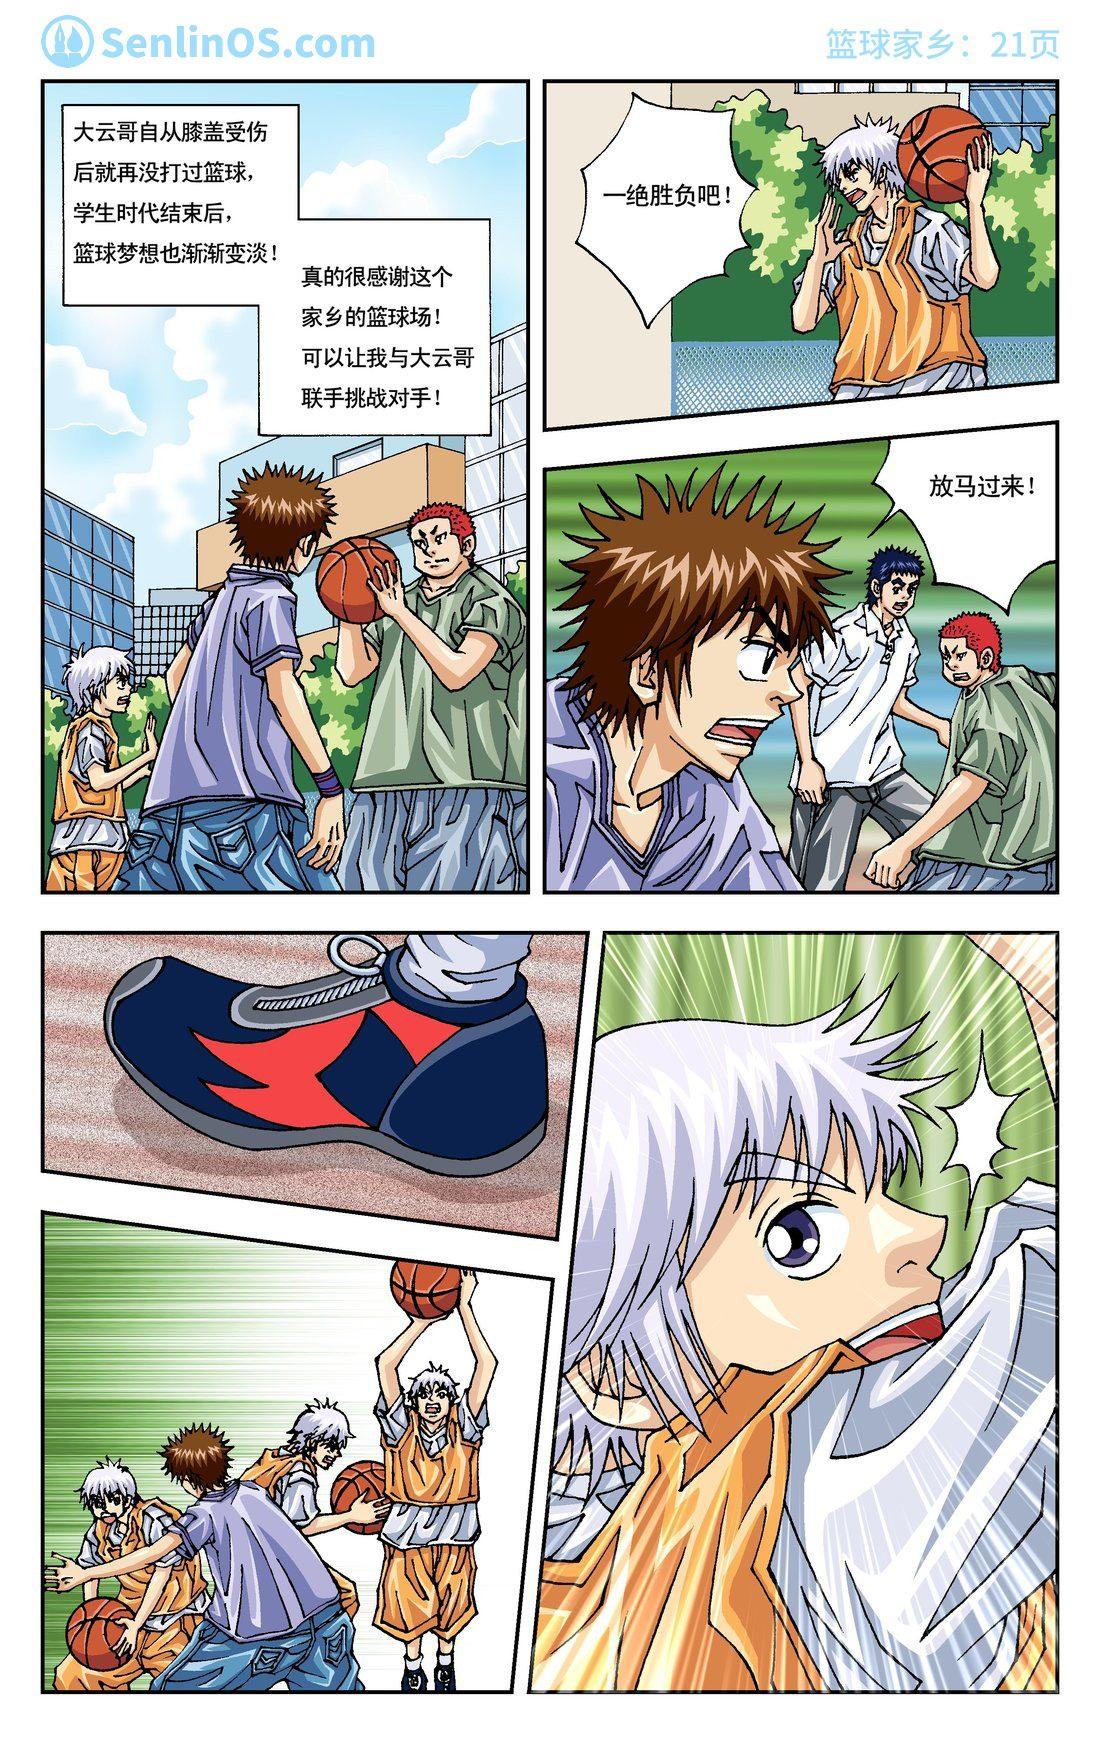 SenlinOS.com
篮球家乡：21页
大云哥自从膝盖受伤
后就再没打过篮球，
学生时代结束后，
篮球梦想也渐渐变淡！
真的很感谢这个
家乡的篮球场！
可以让我与大云哥
联手挑战对手！
一绝胜负吧！
放马过来！